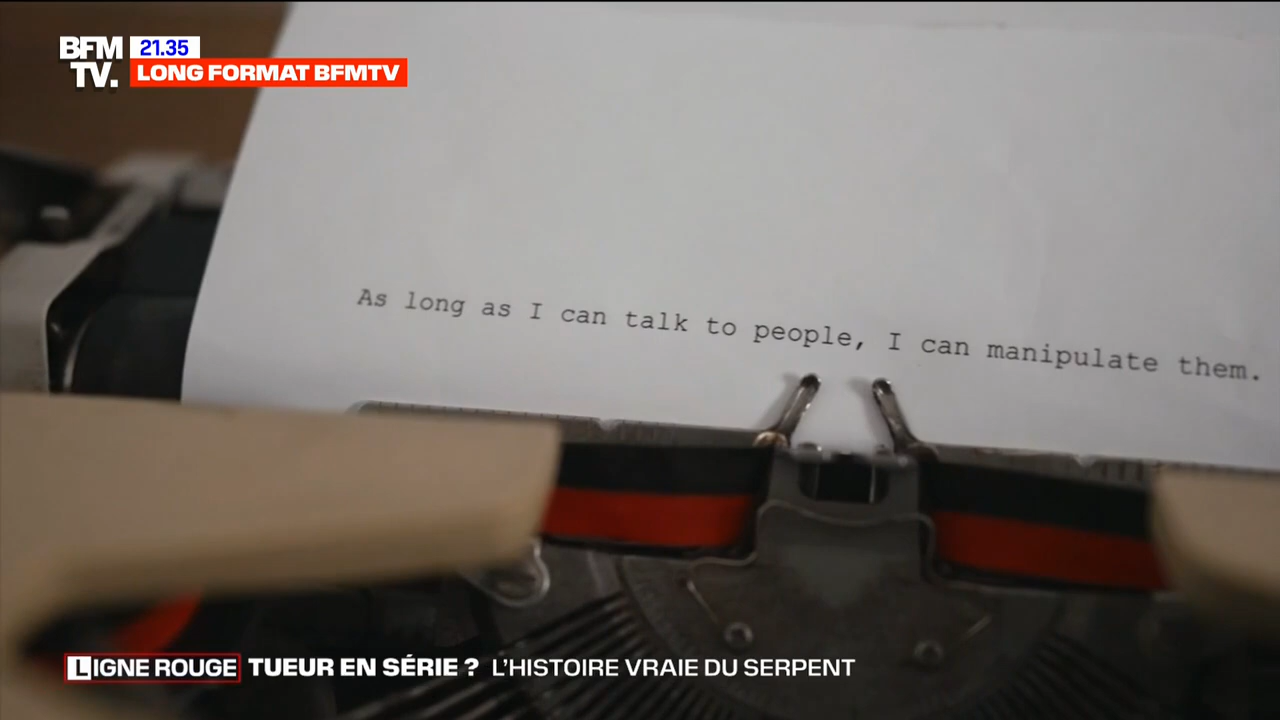 BFM
TV.
21.35
LONG FORMAT BFMTV
As long as I can talk to people, I can manipulate them.
LIGNE ROUGE TUEUR EN SÉRIE ? L'HISTOIRE VRAIE DU SERPENT